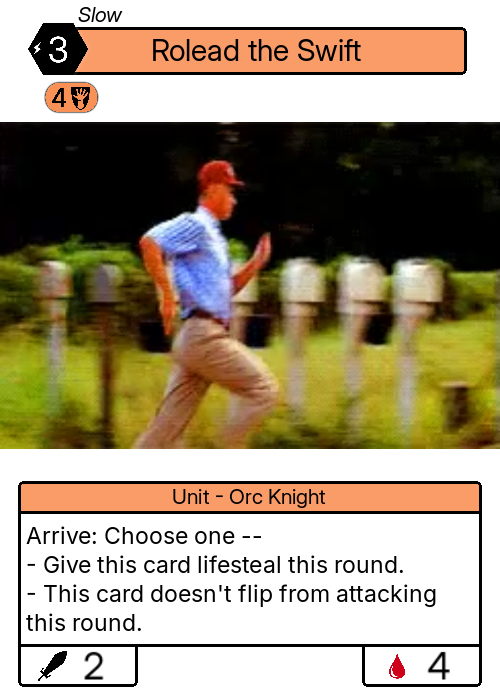 Slow
3
Rolead the Swift
4
Unit - Orc Knight
Arrive: Choose one --
- Give this card lifesteal this round.
- This card doesn't flip from attacking
this round.
2
4